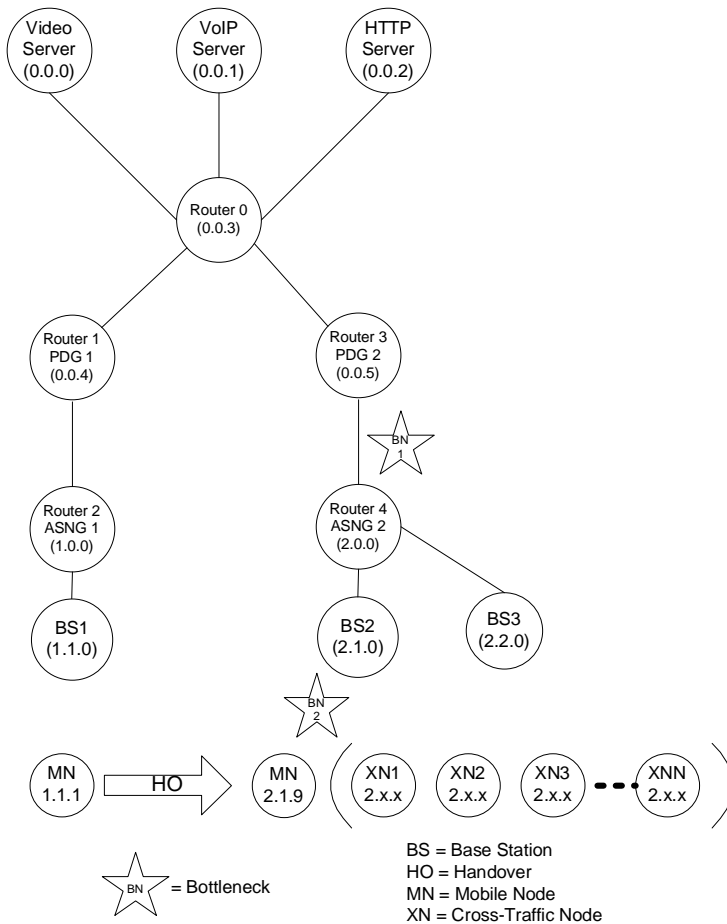 Video
Server
(0.0.0)
VoIP
Server
(0.0.1)
HTTP
Server
(0.0.2)
Router 0
(0.0.3)
Router 1
PDG 1
(0.0.4)
Router 3
PDG 2
(0.0.5)
BN
1
Router 2
ASNG 1
(1.0.0)
Router 4
ASNG 2
(2.0.0)
BS1
(1.1.0)
BS2
(2.1.0)
BS3
(2.2.0)
BN
2
MN
1.1.1
HO
MN
2.1.9
XN1
2.x.x
XN2
2.x.x
XN3
2.x.x
XNN
2.x.x
BN
= Bottleneck
BS = Base Station
HO = Handover
MN = Mobile Node
XN = Cross-Traffic Node